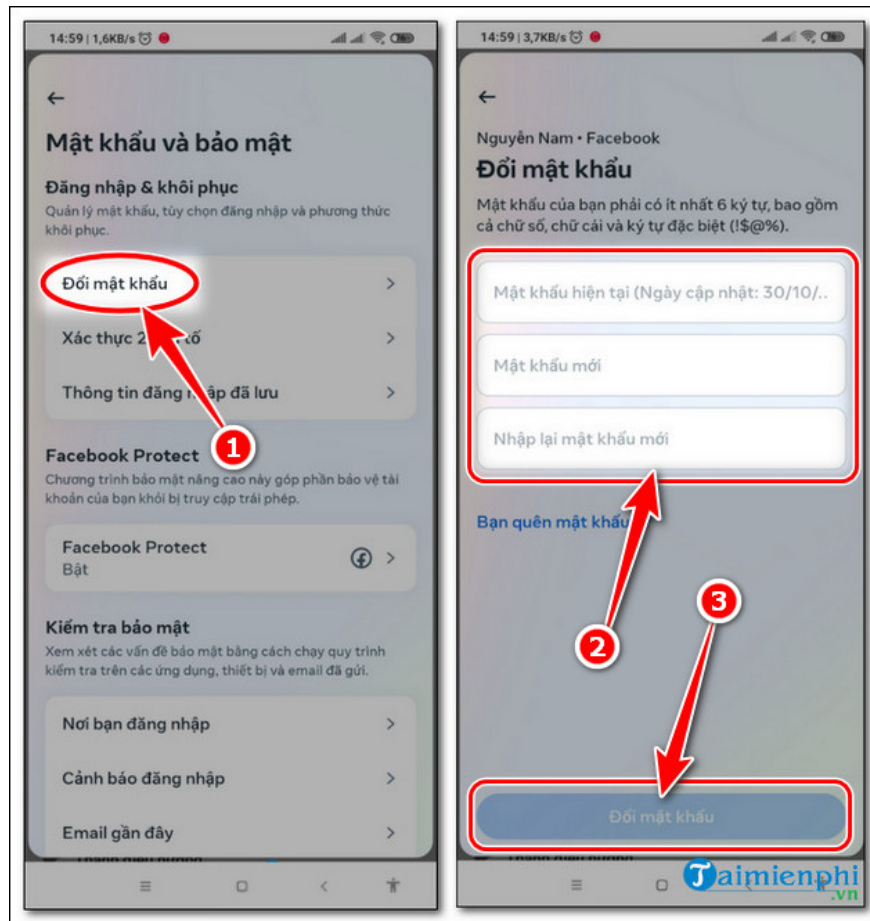 14:59 | 1,6KB/s
Mật khẩu và bảo mật
Đăng nhập & khôi phục
Quản lý mật khẩu, tùy chọn đăng nhập và phương thức
khôi phục.
Đổi mật khẩu
Xác thực 2 tố
Thông tin đăng nhập đã lưu
1
Facebook Protect
Chương trình bảo mật nâng cao này góp phần bảo vệ tài
khoản của bạn khỏi bị truy cập trái phép.
Facebook Protect
Bật
Kiểm tra bảo mật
Xem xét các vấn đề bảo mật bằng cách chạy quy trình
kiểm tra trên các ứng dụng, thiết bị và email đã gửi.
Nơi bạn đăng nhập
Cảnh báo đăng nhập
Email gần đây
14:59 | 3,7KB/s
Nguyên Nam • Facebook
Đổi mật khẩu
Mật khẩu của bạn phải có ít nhất 6 ký tự, bao gồm
cả chữ số, chữ cái và ký tự đặc biệt (!$@%).
Mật khẩu hiện tại (Ngày cập nhật: 30/10/..
Mật khẩu mới
Nhập lại mật khẩu mới
Bạn quên mật khẩu
3
2
Đổi mật khẩu
Taimienphi
.vn